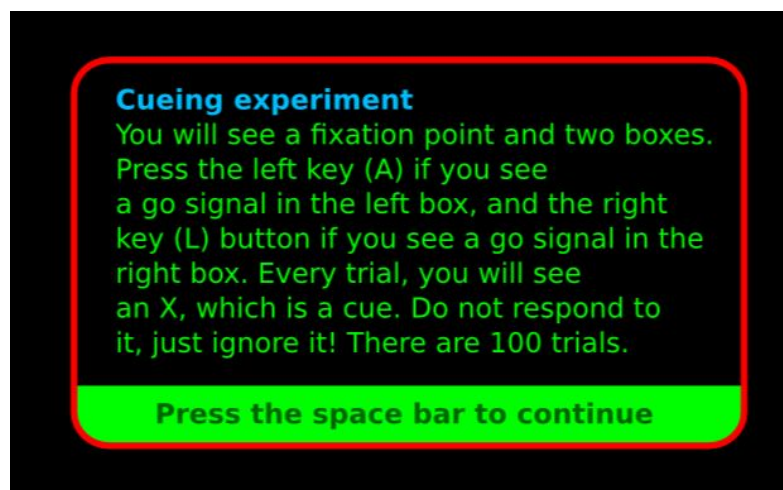 Cueing experiment
You will see a fixation point and two boxes.
Press the left key (A) if you see
a go signal in the left box, and the right
key (L) button if you see a go signal in the
right box. Every trial, you will see
an X, which is a cue. Do not respond to
it, just ignore it! There are 100 trials.
Press the space bar to continue